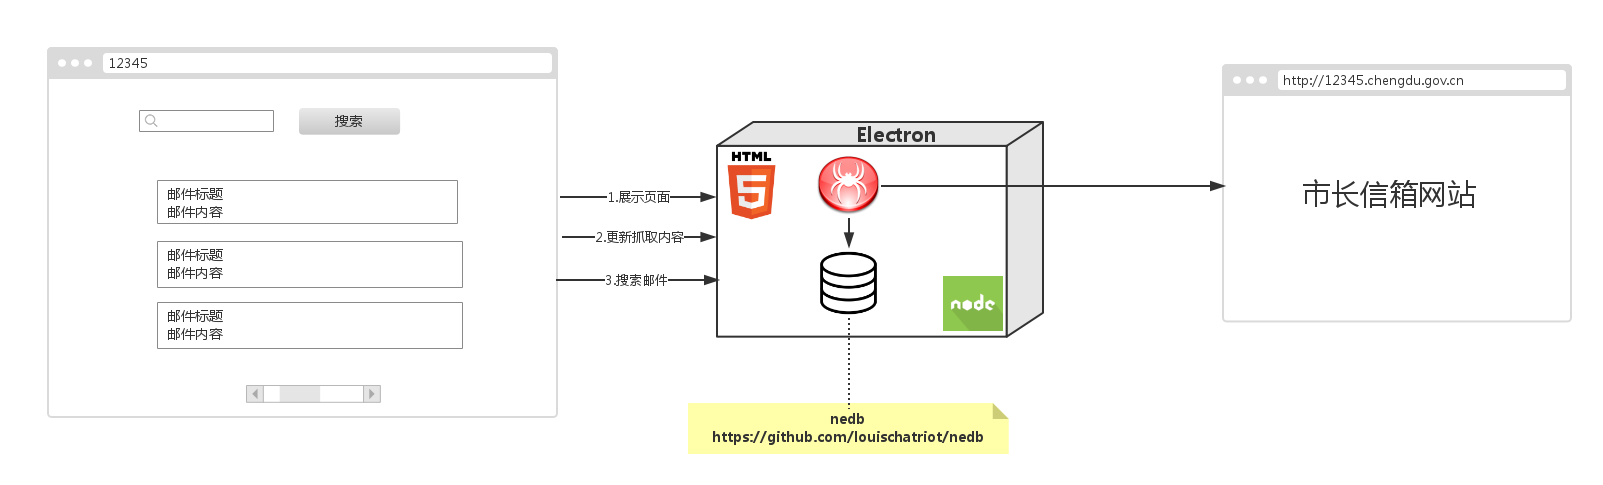 12345
搜索
邮件标题
邮件内容
邮件标题
邮件内容
邮件标题
邮件内容
1.展示页面
2.更新抓取内容
3.搜索邮件
Electron
HTML
5
node
nedb
https://github.com/louischatriot/nedb
http://12345.chengdu.gov.cn
市长信箱网站